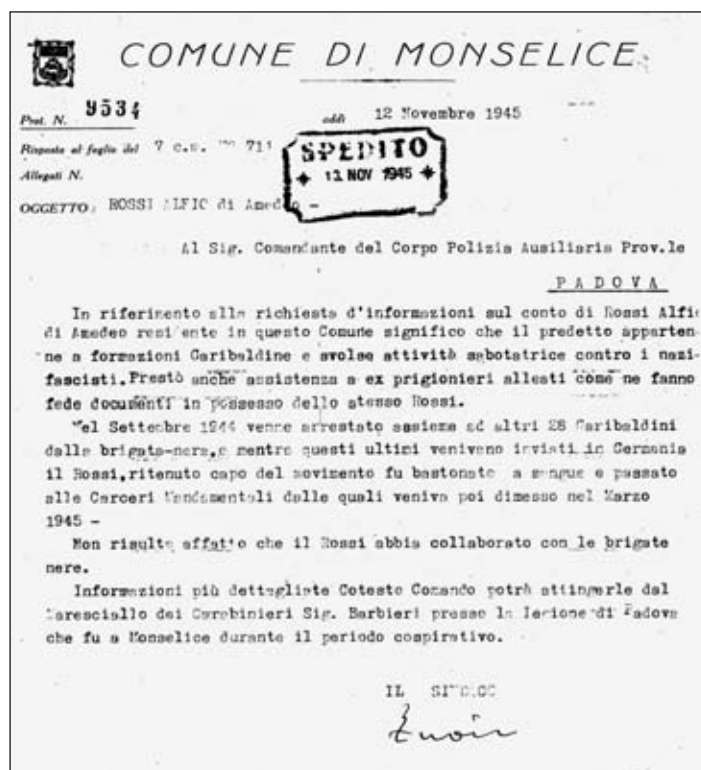 COMUNE DI MONSELICE
Prot. N. 9534
addì 12 Novembre 1945
Risposta al foglio del 7 c.m. 711
Allegati N.
SPEDITO
NOV 1945
OGGETTO: ROSSI ALFIO di Amedeo -
Al Sig. Comandante del Corpo Polizia Ausiliaria Prov.le
PADOVA
In riferimento alla richiesta d'informazioni sul conto di Rossi Alfio
di Amedeo residente in questo Comune significo che il predetto apparten-
ne a formazioni Garibaldine e svolse attività sabotatrice contro i nazi-
fascisti. Prestò anche assistenza a ex prigionieri alleati come ne fanno
fede documenti in possesso dello stesso Rossi.
Nel Settembre 1944 venne arrestato assieme ad altri 28 Garibaldini
dalle brigate nere, e mentre questi ultimi venivano inviati in Germania
il Rossi, ritenuto capo del movimento fu bastonato a sangue e passato
alle Carceri Mandamentali dalle quali veniva poi dimesso nel Marzo
1945 -
Non risulta affatto che il Rossi abbia collaborato con le brigate
nere.
Informazioni più dettagliate Cotesto Comando potrà attingerle dal
Maresciallo dei Carabinieri Sig. Barbieri presso la Legione di Padova
che fu a Monselice durante il periodo cospirativo.
IL SINDACO